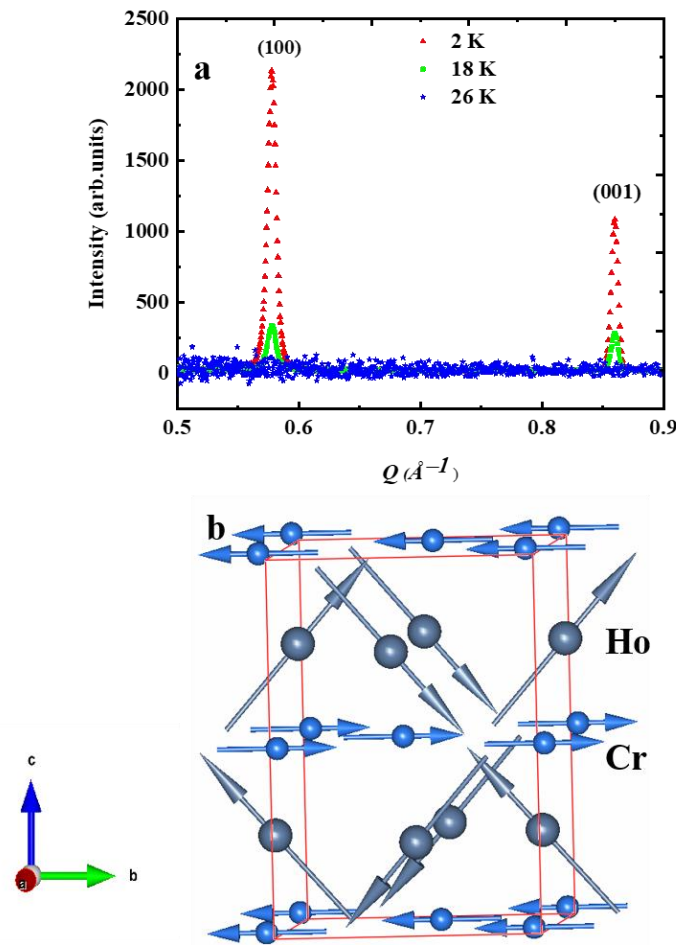 2500
2000
1500
1000
500
0
Intensity (arb.units)
a
(100)
2 K
18 K
26 K
(001)
0.5 0.6 0.7 0.8 0.9
Q (Å⁻¹)
b
Ho
Cr
c
a
b